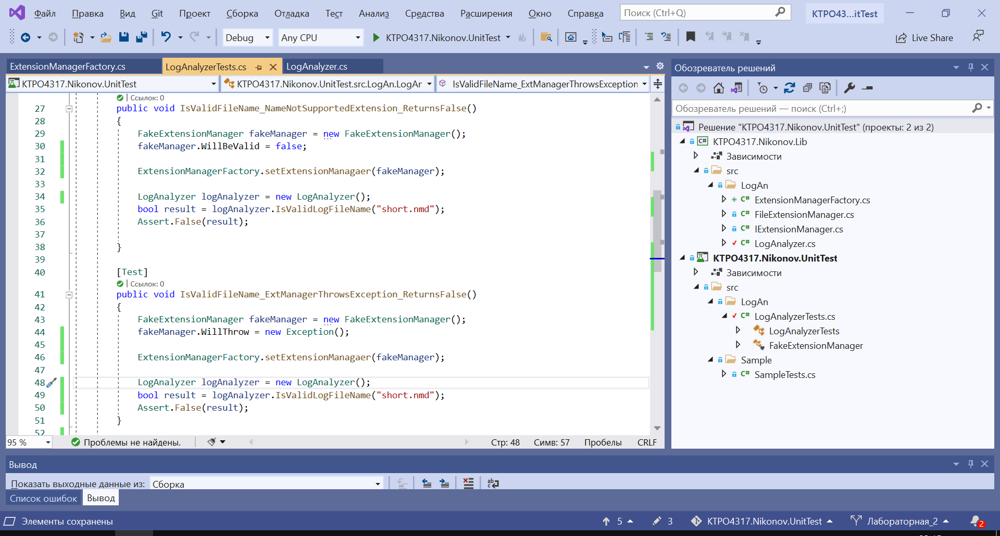 Файл Правка Вид Git Проект Сборка Отладка Тест Анализ Средства Расширения Окно Справка Поиск (Ctrl+Q) КТРО43...itTest
Debug Any CPU КТРО4317.Nikonov.UnitTest Live Share
ExtensionManagerFactory.cs LogAnalyzerTests.cs LogAnalyzer.cs
КТРО4317.Nikonov.UnitTest КТРО4317.Nikonov.UnitTest.src.LogAn.LogAr IsValidFileName_ExtManagerThrowsException
Ссылок: 0
27 public void IsValidFileName_NameNotSupportedExtension_ReturnsFalse()
28 {
29 FakeExtensionManager fakeManager = new FakeExtensionManager();
30 fakeManager.WillBeValid = false;
31
32 ExtensionManagerFactory.setExtensionManagaer(fakeManager);
33
34 LogAnalyzer logAnalyzer = new LogAnalyzer();
35 bool result = logAnalyzer.IsValidLogFileName("short.nmd");
36 Assert.False(result);
37
38 }
39
40 [Test]
Ссылок: 0
41 public void IsValidFileName_ExtManagerThrowsException_ReturnsFalse()
42 {
43 FakeExtensionManager fakeManager = new FakeExtensionManager();
44 fakeManager.WillThrow = new Exception();
45
46 ExtensionManagerFactory.setExtensionManagaer(fakeManager);
47
48 LogAnalyzer logAnalyzer = new LogAnalyzer();
49 bool result = logAnalyzer.IsValidLogFileName("short.nmd");
50 Assert.False(result);
51 }
52
95 % Проблемы не найдены. Стр: 48 Симв: 57 Пробелы CRLF
Обозреватель решений
Обозреватель решений — поиск (Ctrl+;)
Решение "КТРО4317.Nikonov.UnitTest" (проекты: 2 из 2)
C# КТРО4317.Nikonov.Lib
Зависимости
src
LogAn
C# ExtensionManagerFactory.cs
C# FileExtensionManager.cs
C# IExtensionManager.cs
C# LogAnalyzer.cs
КТРО4317.Nikonov.UnitTest
Зависимости
src
LogAn
C# LogAnalyzerTests.cs
LogAnalyzerTests
FakeExtensionManager
Sample
C# SampleTests.cs
Вывод
Показать выходные данные из: Сборка
Список ошибок Вывод
Элементы сохранены 5 3 КТРО4317.Nikonov.UnitTest Лабораторная_2 2